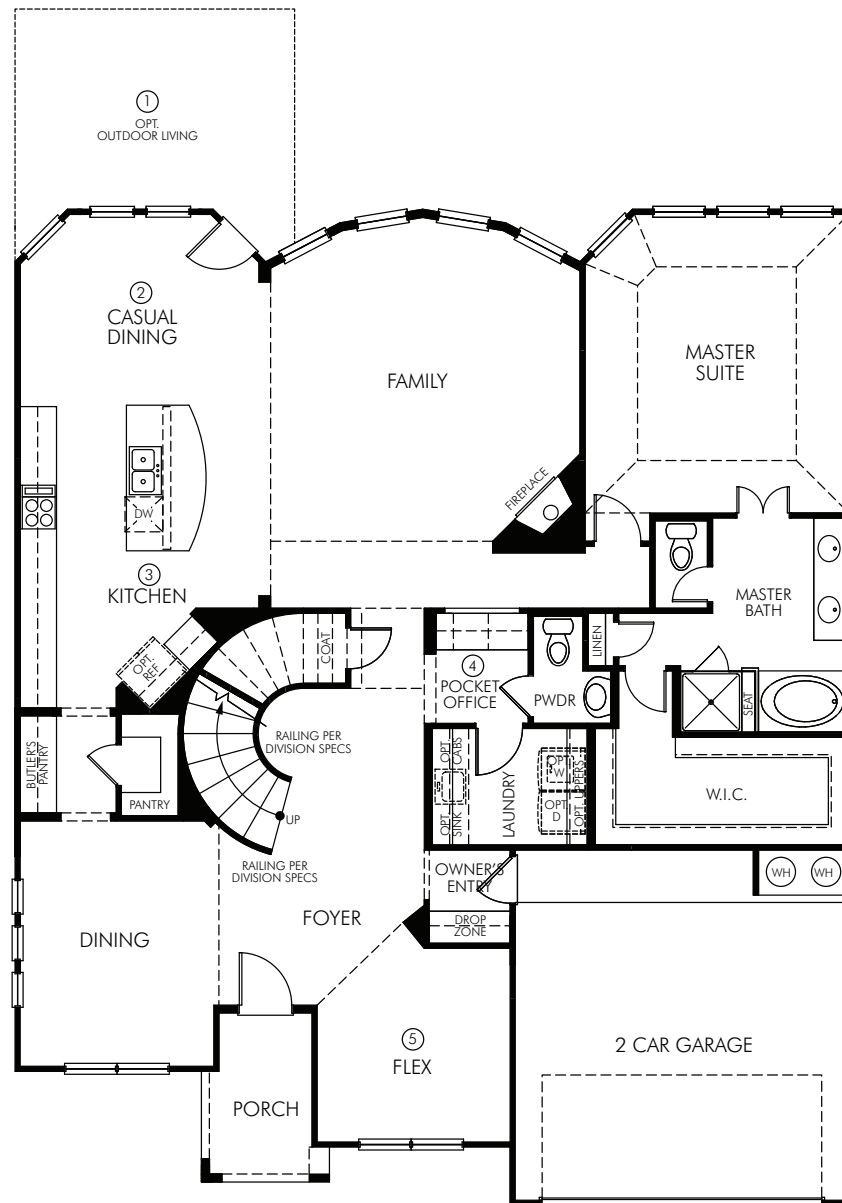 1
OPT.
OUTDOOR LIVING
2
CASUAL
DINING
FAMILY
MASTER
SUITE
FIREPLACE
DW
3
KITCHEN
MASTER
BATH
OPT.
REF
COAT
4
POCKET
OFFICE
LINEN
PWDR
SEAT
RAILING PER
DIVISION SPECS
BUTLER'S
PANTRY
PANTRY
UP
OPT
CABS
OPT
SINK
LAUNDRY
OPT
W
OPT
D
OPT UPPERS
W.I.C.
RAILING PER
DIVISION SPECS
OWNER'S
ENTRY
WH
WH
DROP
ZONE
FOYER
DINING
5
FLEX
2 CAR GARAGE
PORCH